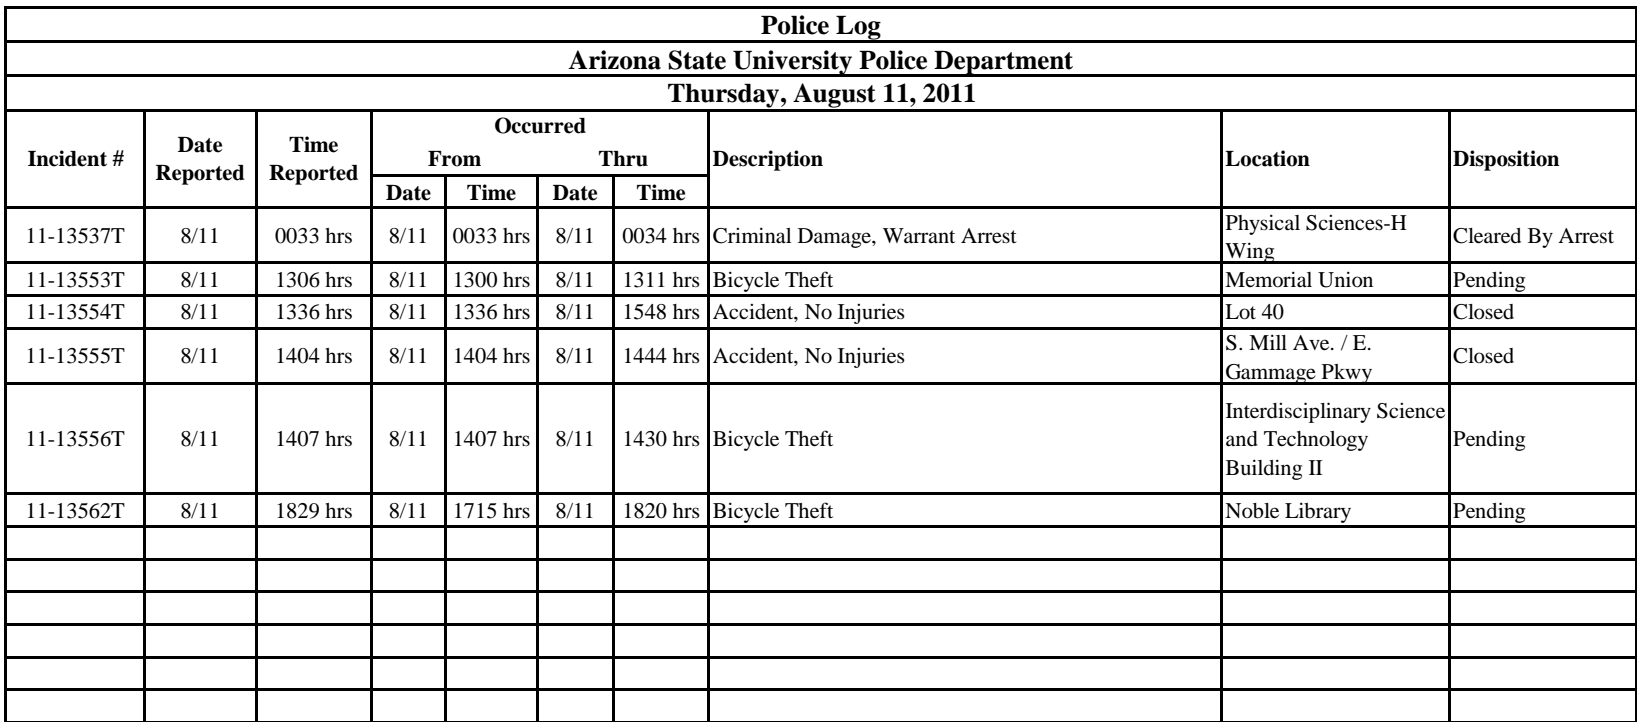 Police Log
Arizona State University Police Department
Thursday, August 11, 2011
Incident # Date Reported Time Reported Occurred Description Location Disposition
From Thru
Date Time Date Time
11-13537T 8/11 0033 hrs 8/11 0033 hrs 8/11 0034 hrs Criminal Damage, Warrant Arrest Physical Sciences-H Wing Cleared By Arrest
11-13553T 8/11 1306 hrs 8/11 1300 hrs 8/11 1311 hrs Bicycle Theft Memorial Union Pending
11-13554T 8/11 1336 hrs 8/11 1336 hrs 8/11 1548 hrs Accident, No Injuries Lot 40 Closed
11-13555T 8/11 1404 hrs 8/11 1404 hrs 8/11 1444 hrs Accident, No Injuries S. Mill Ave. / E. Gammage Pkwy Closed
11-13556T 8/11 1407 hrs 8/11 1407 hrs 8/11 1430 hrs Bicycle Theft Interdisciplinary Science and Technology Building II Pending
11-13562T 8/11 1829 hrs 8/11 1715 hrs 8/11 1820 hrs Bicycle Theft Noble Library Pending